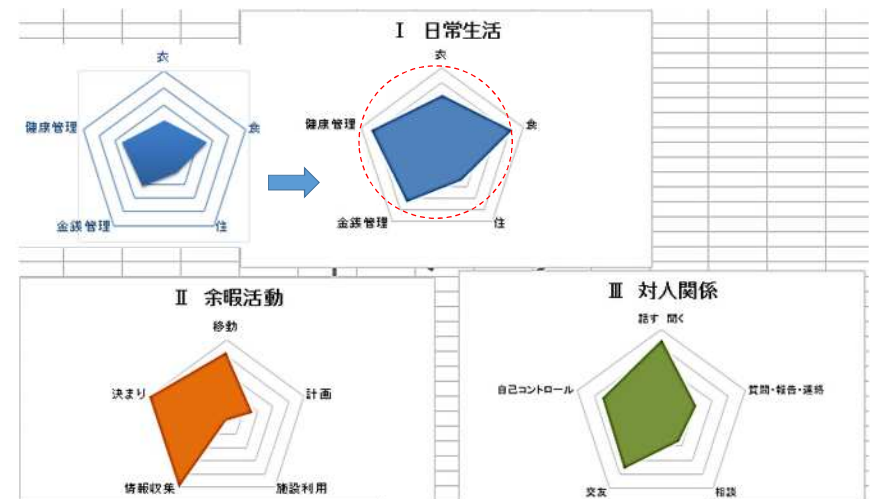 Ⅰ 日常生活
衣
食
住
金銭管理
健康管理
衣
食
住
金銭管理
健康管理
Ⅱ 余暇活動
移動
計画
施設利用
情報収集
決まり
Ⅲ 対人関係
話す 聞く
質問・報告・連絡
相談
交友
自己コントロール